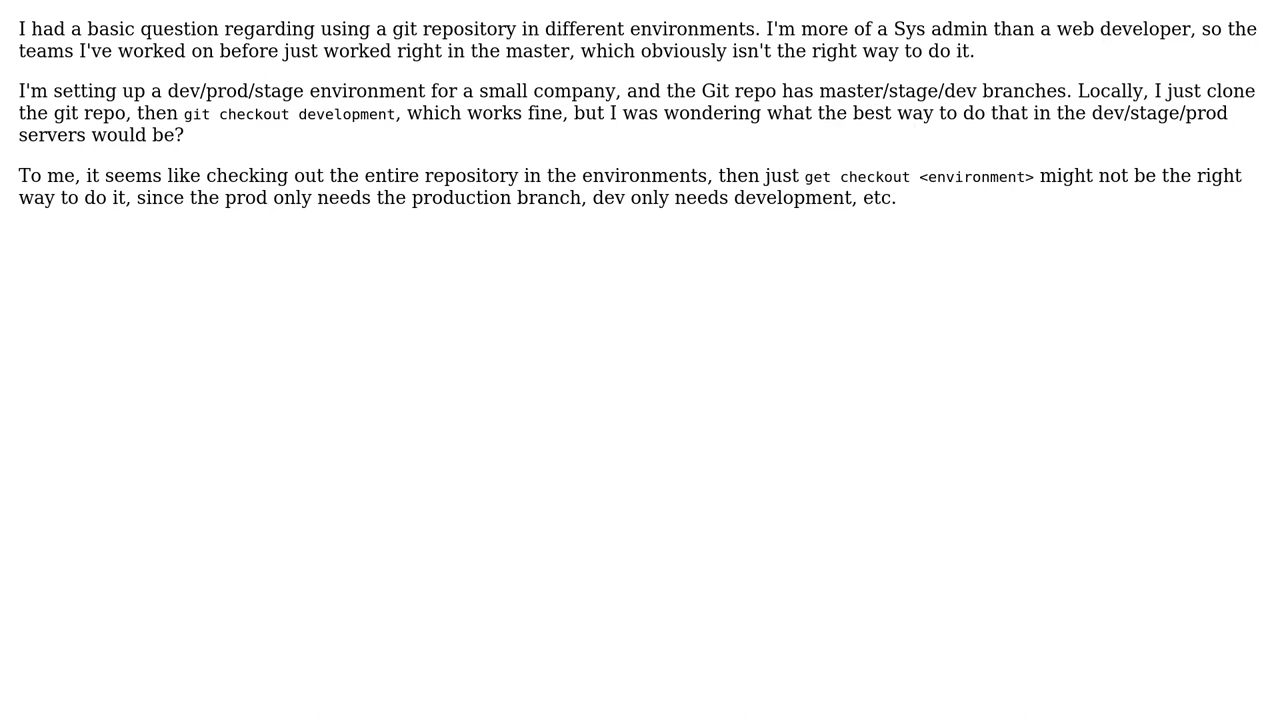 I had a basic question regarding using a git repository in different environments. I'm more of a Sys admin than a web developer, so the
teams I've worked on before just worked right in the master, which obviously isn't the right way to do it.
I'm setting up a dev/prod/stage environment for a small company, and the Git repo has master/stage/dev branches. Locally, I just clone
the git repo, then git checkout development, which works fine, but I was wondering what the best way to do that in the dev/stage/prod
servers would be?
To me, it seems like checking out the entire repository in the environments, then just get checkout <environment> might not be the right
way to do it, since the prod only needs the production branch, dev only needs development, etc.